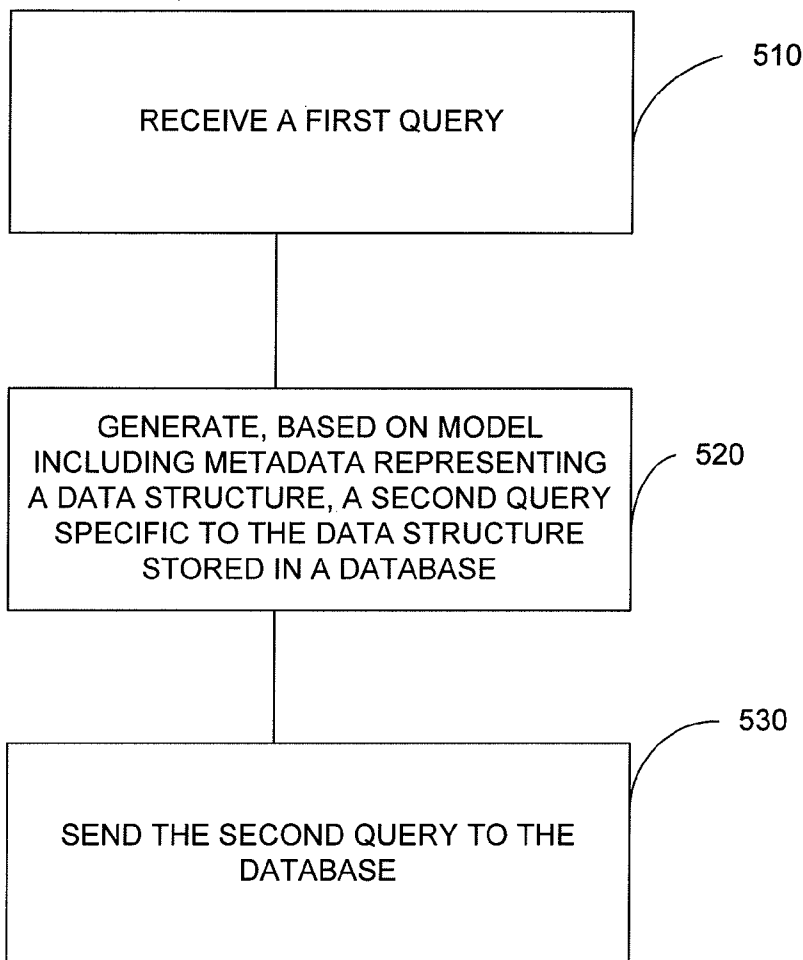 510
RECEIVE A FIRST QUERY
GENERATE, BASED ON MODEL
INCLUDING METADATA REPRESENTING
A DATA STRUCTURE, A SECOND QUERY
SPECIFIC TO THE DATA STRUCTURE
STORED IN A DATABASE
520
530
SEND THE SECOND QUERY TO THE
DATABASE